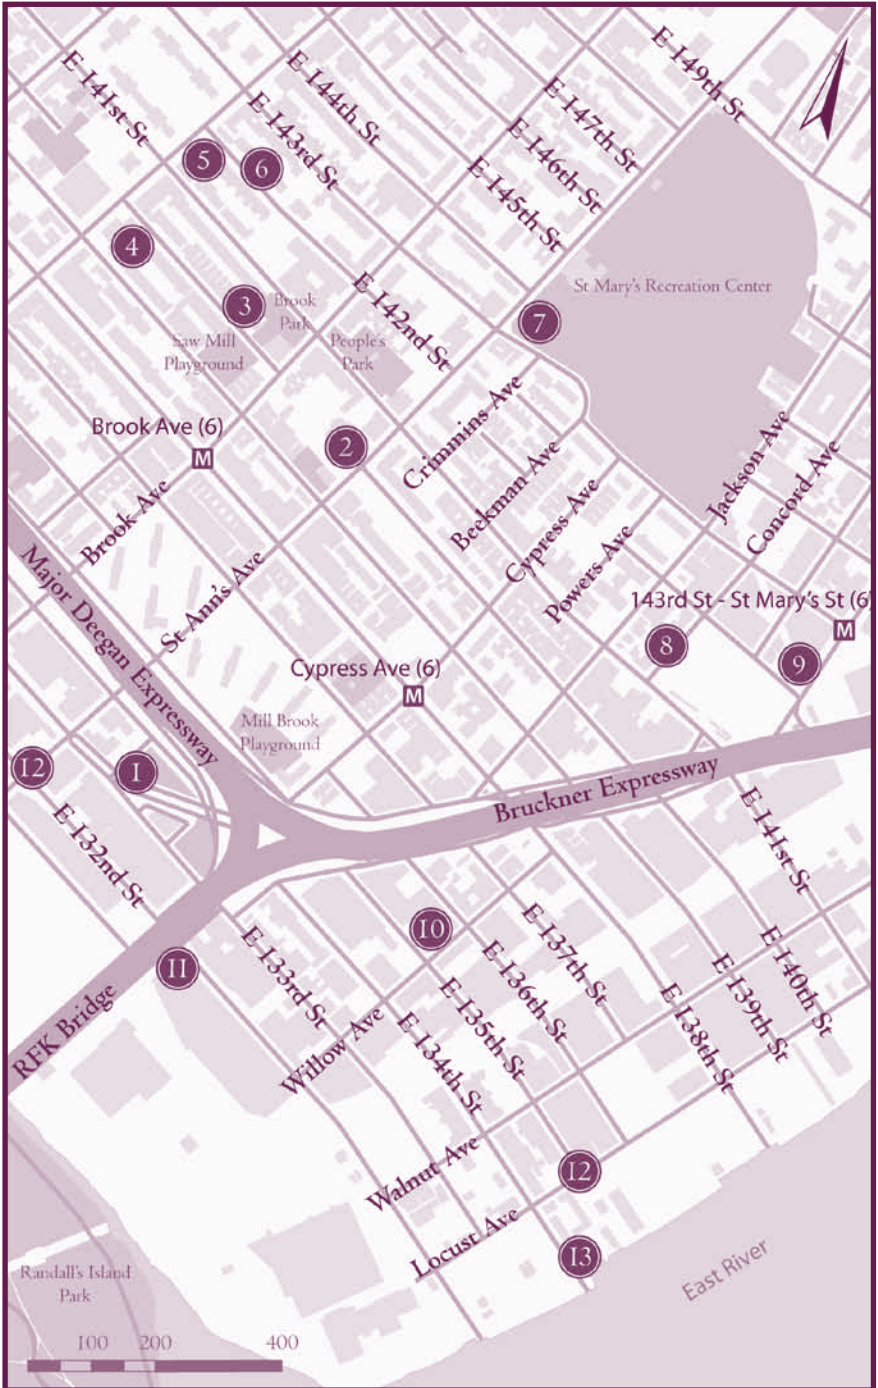 E 149th St
E 141st St
E 144th St
E 143rd St
E 147th St
E 146th St
E 145th St
5
6
4
3
Brook
Park
E 142nd St
St Mary's Recreation Center
7
Saw Mill
Playground
People's
Park
Brook Ave (6)
M
2
Crimmins Ave
Beekman Ave
Cypress Ave
Powers Ave
Jackson Ave
Concord Ave
Brook Ave
St Ann's Ave
Major Deegan Expressway
143rd St - St Mary's St (6)
M
8
9
Cypress Ave (6)
M
Mill Brook
Playground
12
1
Bruckner Expressway
E 132nd St
E 141st St
10
11
E 133rd St
E 137th St
E 136th St
E 135th St
E 134th St
E 140th St
E 139th St
E 138th St
RFK Bridge
Willow Ave
Walnut Ave
12
Locust Ave
13
East River
Randall's Island
Park
100 200 400